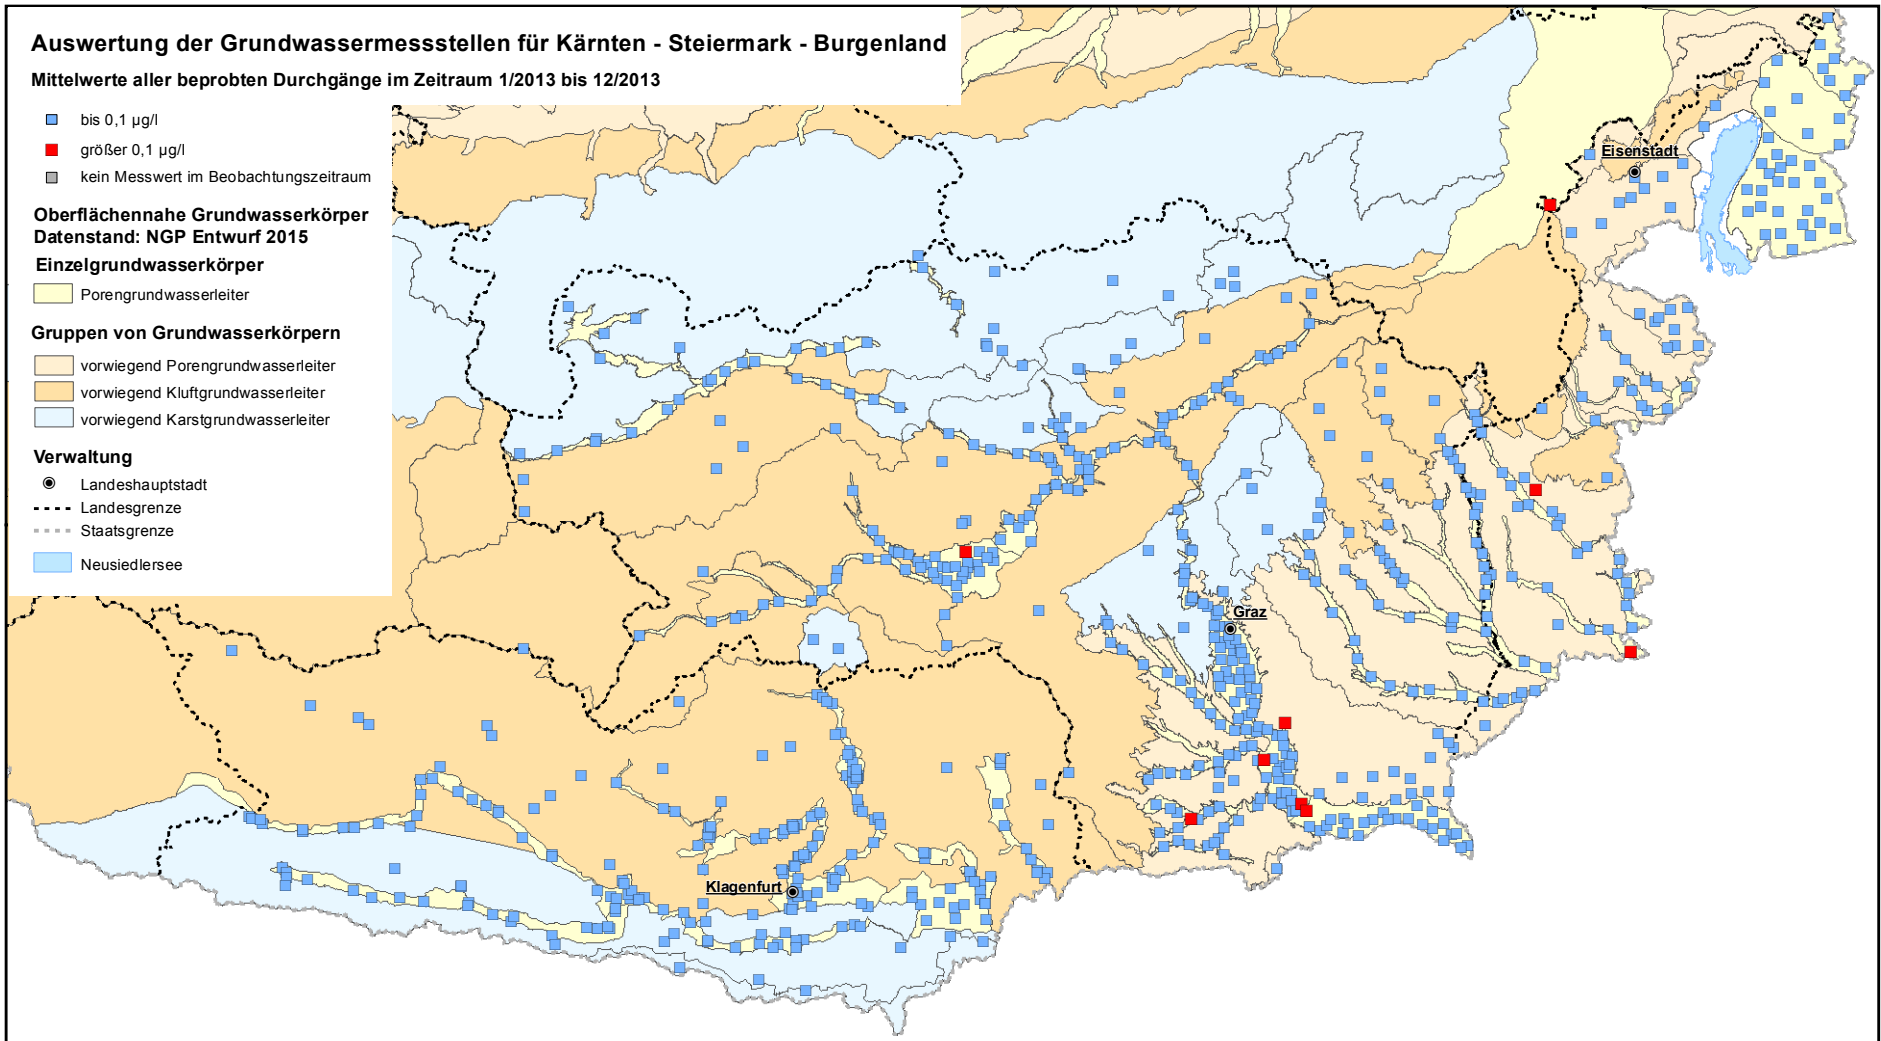 Auswertung der Grundwassermessstellen für Kärnten - Steiermark - Burgenland
Mittelwerte aller beprobten Durchgänge im Zeitraum 1/2013 bis 12/2013
bis 0,1 µg/l
größer 0,1 µg/l
kein Messwert im Beobachtungszeitraum
Oberflächennahe Grundwasserkörper
Datenstand: NGP Entwurf 2015
Einzelgrundwasserkörper
Porengrundwasserleiter
Gruppen von Grundwasserkörpern
vorwiegend Porengrundwasserleiter
vorwiegend Kluftgrundwasserleiter
vorwiegend Karstgrundwasserleiter
Verwaltung
Landeshauptstadt
Landesgrenze
Staatsgrenze
Neusiedlersee
Eisenstadt
Graz
Klagenfurt